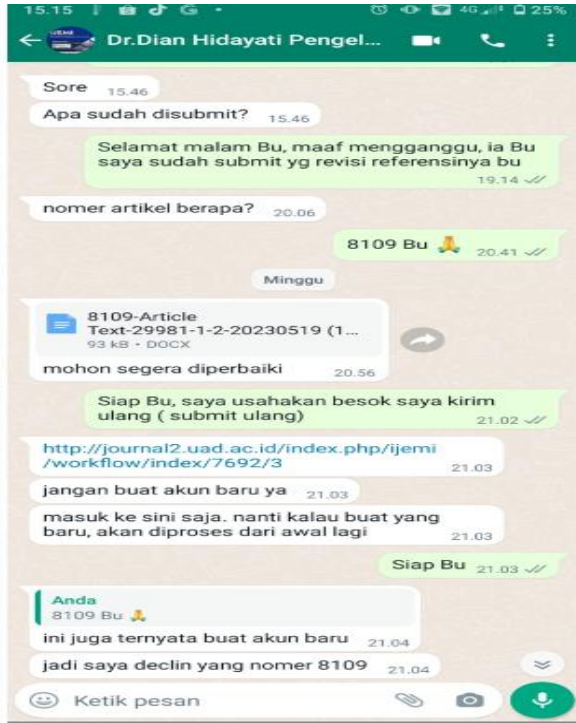 15.15
4G
25%
Dr.Dian Hidayati Pengel...
Sore 15.46
Apa sudah disubmit? 15.46
Selamat malam Bu, maaf mengganggu, ia Bu
saya sudah submit yg revisi referensinya bu
19.14
nomer artikel berapa? 20.06
8109 Bu 🙏 20.41
Minggu
8109-Article
Text-29981-1-2-20230519 (1...
93 kB • DOCX
mohon segera diperbaiki 20.56
Siap Bu, saya usahakan besok saya kirim
ulang ( submit ulang) 21.02
http://journal2.uad.ac.id/index.php/ijemi
/workflow/index/7692/3 21.03
jangan buat akun baru ya 21.03
masuk ke sini saja. nanti kalau buat yang
baru, akan diproses dari awal lagi 21.03
Siap Bu 21.03
Anda
8109 Bu 🙏
ini juga ternyata buat akun baru 21.04
jadi saya declin yang nomer 8109 21.04
Ketik pesan